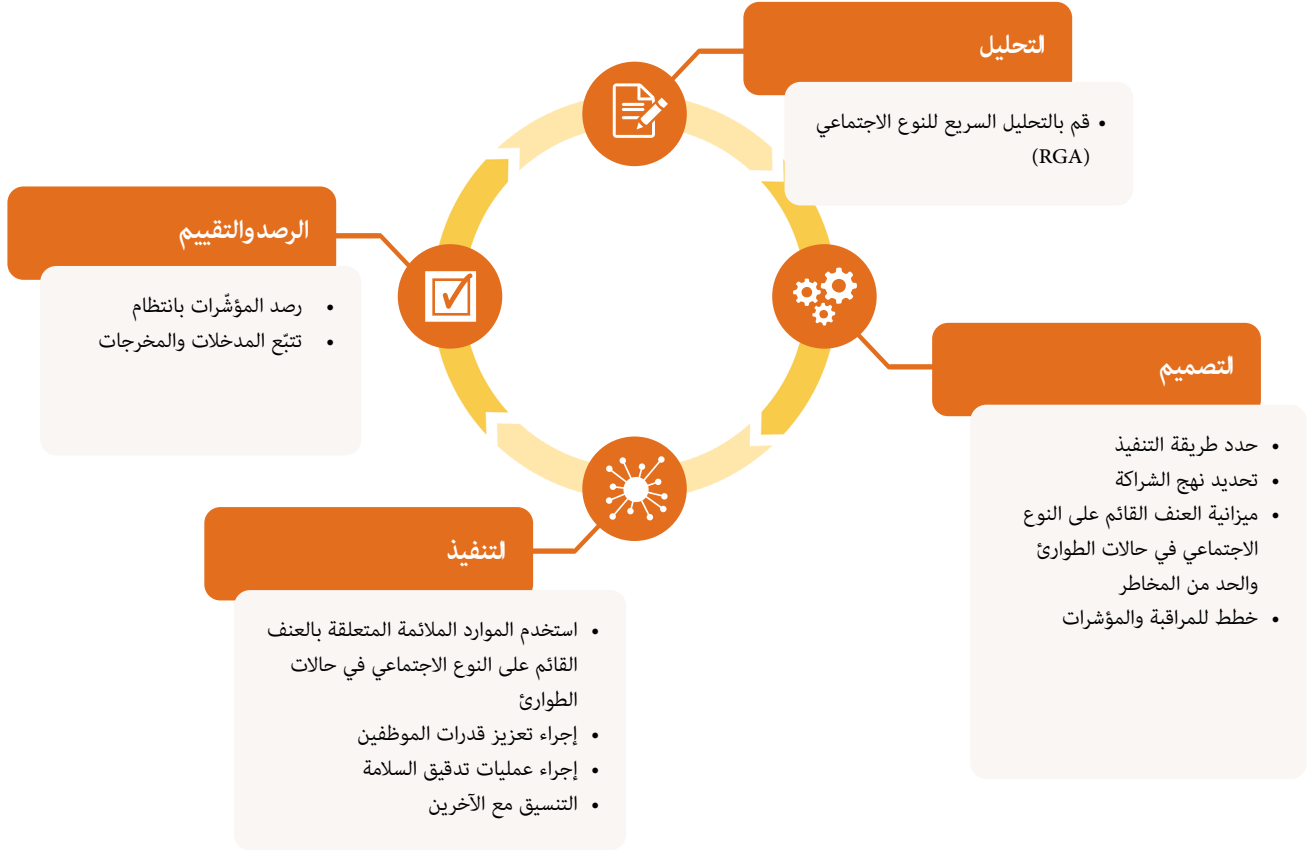 التحليل
• قم بالتحليل السريع للنوع الاجتماعي
(RGA)
التصميم
• حدد طريقة التنفيذ
• تحديد نهج الشراكة
• ميزانية العنف القائم على النوع
الاجتماعي في حالات الطوارئ
والحد من المخاطر
• خطط للمراقبة والمؤشرات
التنفيذ
• استخدم الموارد الملائمة المتعلقة بالعنف
القائم على النوع الاجتماعي في حالات
الطوارئ
• إجراء تعزيز قدرات الموظفين
• إجراء عمليات تدقيق السلامة
• التنسيق مع الآخرين
الرصدوالتقييم
• رصد المؤشّرات بانتظام
• تتبّع المدخلات والمخرجات